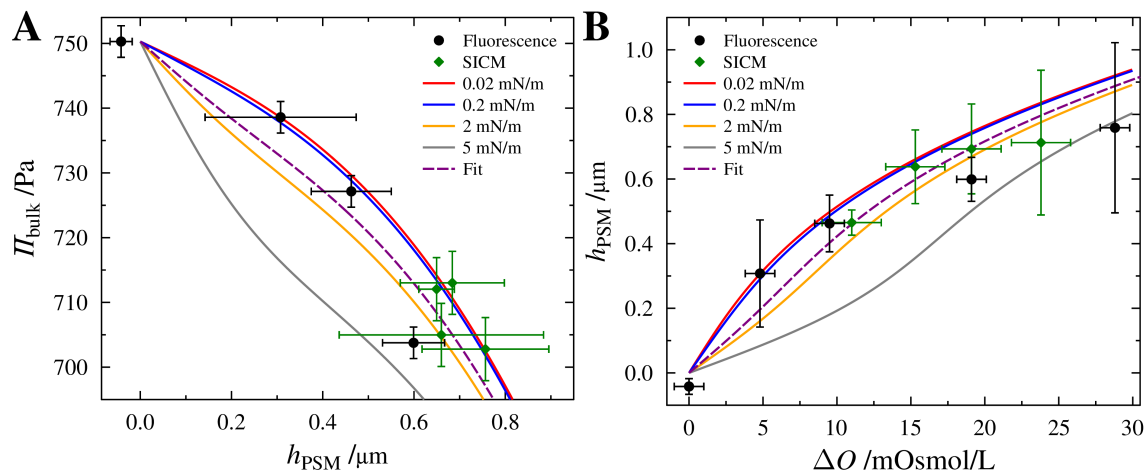 A
750
740
730
720
710
700
Π_bulk /Pa
0.0
0.2
0.4
0.6
0.8
h_PSM /μm
Fluorescence
SICM
0.02 mN/m
0.2 mN/m
2 mN/m
5 mN/m
Fit
B
1.0
0.8
0.6
0.4
0.2
0.0
h_PSM /μm
0
5
10
15
20
25
30
ΔO /mOsmol/L
Fluorescence
SICM
0.02 mN/m
0.2 mN/m
2 mN/m
5 mN/m
Fit